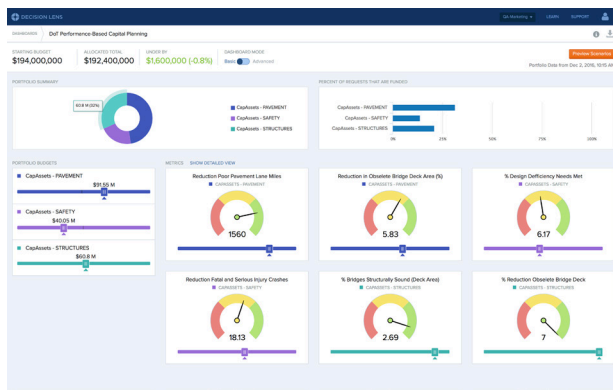 DECISION LENS
QA Marketing
LEARN
SUPPORT
DASHBOARDS
DoT Performance-Based Capital Planning
STARTING BUDGET
$194,000,000
ALLOCATED TOTAL
$192,400,000
UNDER BY
$1,600,000 (-0.8%)
DASHBOARD MODE
Basic
Advanced
Preview Scenarios
Portfolio Data from Dec 2, 2016, 10:15 AM
PORTFOLIO SUMMARY
60.8 M (32%)
CapAssets - PAVEMENT
CapAssets - SAFETY
CapAssets - STRUCTURES
PERCENT OF REQUESTS THAT ARE FUNDED
CapAssets - PAVEMENT
CapAssets - SAFETY
CapAssets - STRUCTURES
0% 25% 50% 75% 100%
PORTFOLIO BUDGETS
CapAssets - PAVEMENT
$91.55 M
CapAssets - SAFETY
$40.05 M
CapAssets - STRUCTURES
$60.8 M
METRICS
SHOW DETAILED VIEW
Reduction Poor Pavement Lane Miles
CAPASSETS - PAVEMENT
1560
Reduction in Obsolete Bridge Deck Area (%)
CAPASSETS - PAVEMENT
5.83
% Design Deficiency Needs Met
CAPASSETS - SAFETY
6.17
Reduction Fatal and Serious Injury Crashes
CAPASSETS - SAFETY
18.13
% Bridges Structurally Sound (Deck Area)
CAPASSETS - STRUCTURES
2.69
% Reduction Obselete Bridge Deck
CAPASSETS - STRUCTURES
7